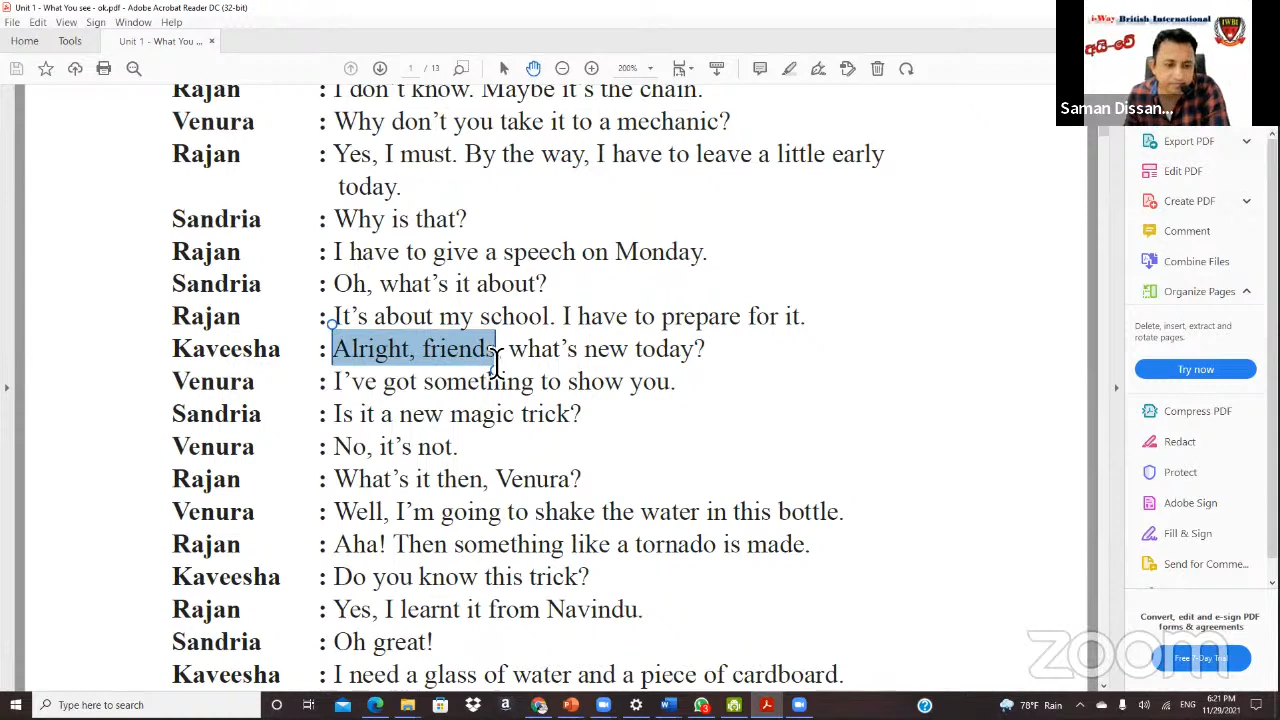 Unit 1 - What You see - ok.pdf - Adobe Acrobat Reader DC (32-bit)
File Edit View Sign Window Help
Home Tools Unit 1 - What You ... ×
1 / 13 200%
i-Way British International
IWBI
අයි-වේ
Saman Dissan...
Rajan : I don't know. Maybe it's the chain.
Venura : Why don't you take it to a mechanic?
Rajan : Yes, I must. By the way, I have to leave a little early
today.
Sandria : Why is that?
Rajan : I have to give a speech on Monday.
Sandria : Oh, what's it about?
Rajan : It's about my school. I have to prepare for it.
Kaveesha : Alright, friends, what's new today?
Venura : I've got something to show you.
Sandria : Is it a new magic trick?
Venura : No, it's not.
Rajan : What's it then, Venura?
Venura : Well, I'm going to shake the water in this bottle.
Rajan : Aha! Then something like a tornado is made.
Kaveesha : Do you know this trick?
Rajan : Yes, I learnt it from Navindu.
Sandria : Oh great!
Kaveesha : I need a glass of water and a piece of cardboard.
Export PDF
Edit PDF
Create PDF
Comment
Combine Files
Organize Pages
Delete, insert, extract and
rotate pages.
Try now
Compress PDF
Redact
Protect
Adobe Sign
Fill & Sign
Send for Comme...
Convert, edit and e-sign PDF
forms & agreements
Free 7-Day Trial
zoom
Type here to search
3
78°F Rain
6:21 PM
11/29/2021